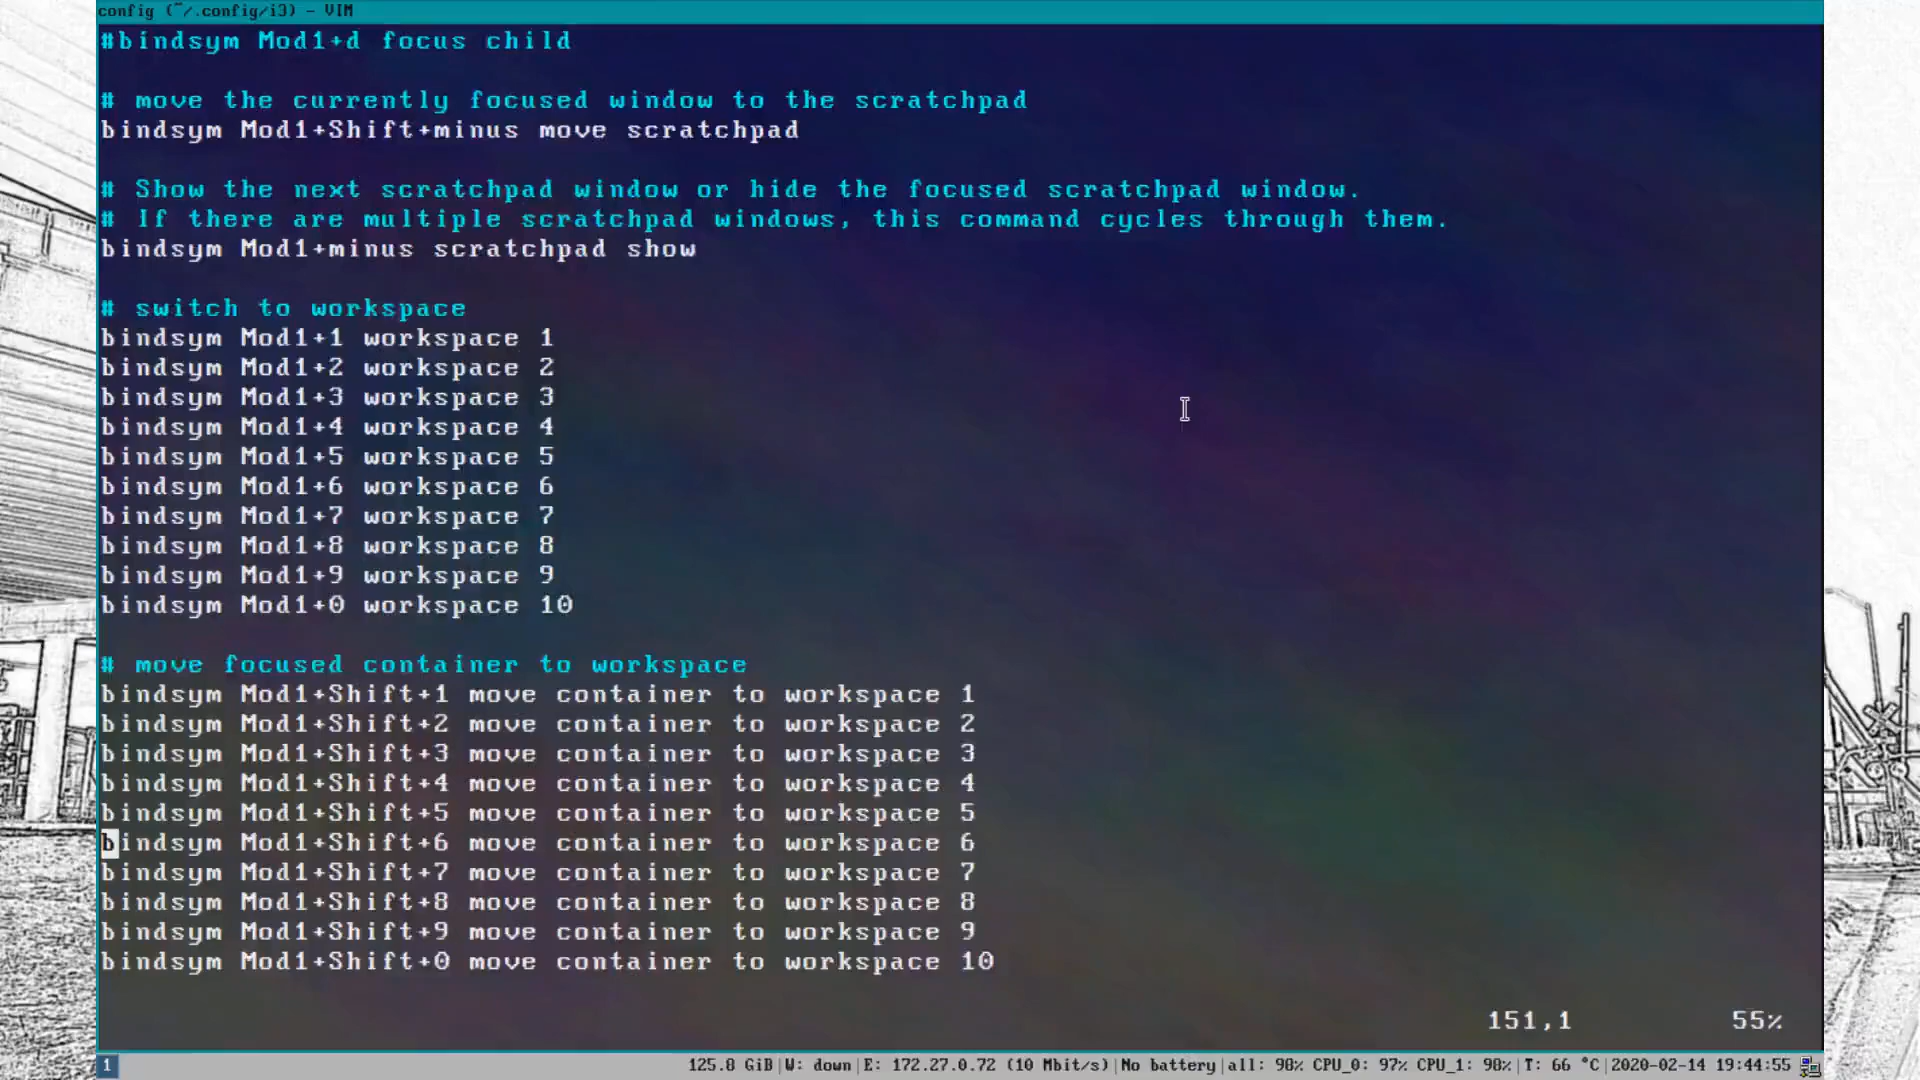 config (~/.config/i3) - VIM
#bindsym Mod1+d focus child
# move the currently focused window to the scratchpad
bindsym Mod1+Shift+minus move scratchpad
# Show the next scratchpad window or hide the focused scratchpad window.
# If there are multiple scratchpad windows, this command cycles through them.
bindsym Mod1+minus scratchpad show
# switch to workspace
bindsym Mod1+1 workspace 1
bindsym Mod1+2 workspace 2
bindsym Mod1+3 workspace 3
bindsym Mod1+4 workspace 4
bindsym Mod1+5 workspace 5
bindsym Mod1+6 workspace 6
bindsym Mod1+7 workspace 7
bindsym Mod1+8 workspace 8
bindsym Mod1+9 workspace 9
bindsym Mod1+0 workspace 10
# move focused container to workspace
bindsym Mod1+Shift+1 move container to workspace 1
bindsym Mod1+Shift+2 move container to workspace 2
bindsym Mod1+Shift+3 move container to workspace 3
bindsym Mod1+Shift+4 move container to workspace 4
bindsym Mod1+Shift+5 move container to workspace 5
bindsym Mod1+Shift+6 move container to workspace 6
bindsym Mod1+Shift+7 move container to workspace 7
bindsym Mod1+Shift+8 move container to workspace 8
bindsym Mod1+Shift+9 move container to workspace 9
bindsym Mod1+Shift+0 move container to workspace 10
151,1 55%
1 125.8 GiB|W: down|E: 172.27.0.72 (10 Mbit/s)|No battery|all: 98% CPU_0: 97% CPU_1: 98%|T: 66 °C|2020-02-14 19:44:55